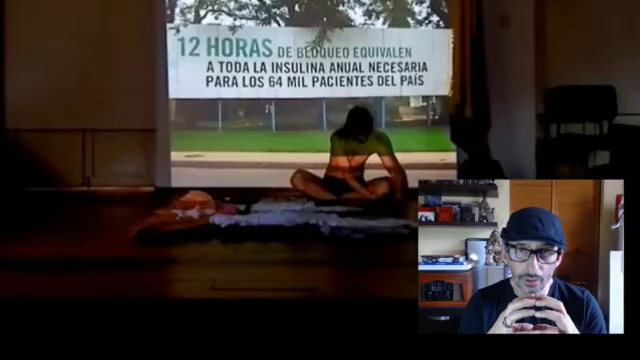 12 HORAS DE BLOQUEO EQUIVALEN
A TODA LA INSULINA ANUAL NECESARIA
PARA LOS 64 MIL PACIENTES DEL PAÍS